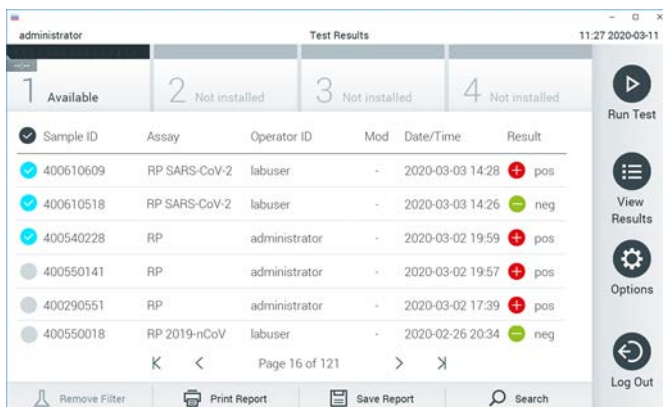 administrator Test Results 11:27 2020-03-11
--:--
1 Available 2 Not installed 3 Not installed 4 Not installed
Run Test
Sample ID Assay Operator ID Mod Date/Time Result
400610609 RP SARS-CoV-2 labuser - 2020-03-03 14:28 pos
400610518 RP SARS-CoV-2 labuser - 2020-03-03 14:26 neg
View
Results
400540228 RP administrator - 2020-03-02 19:59 pos
400550141 RP administrator - 2020-03-02 19:57 pos
Options
400290551 RP administrator - 2020-03-02 17:39 pos
400550018 RP 2019-nCoV labuser - 2020-02-26 20:34 neg
Page 16 of 121
Log Out
Remove Filter Print Report Save Report Search